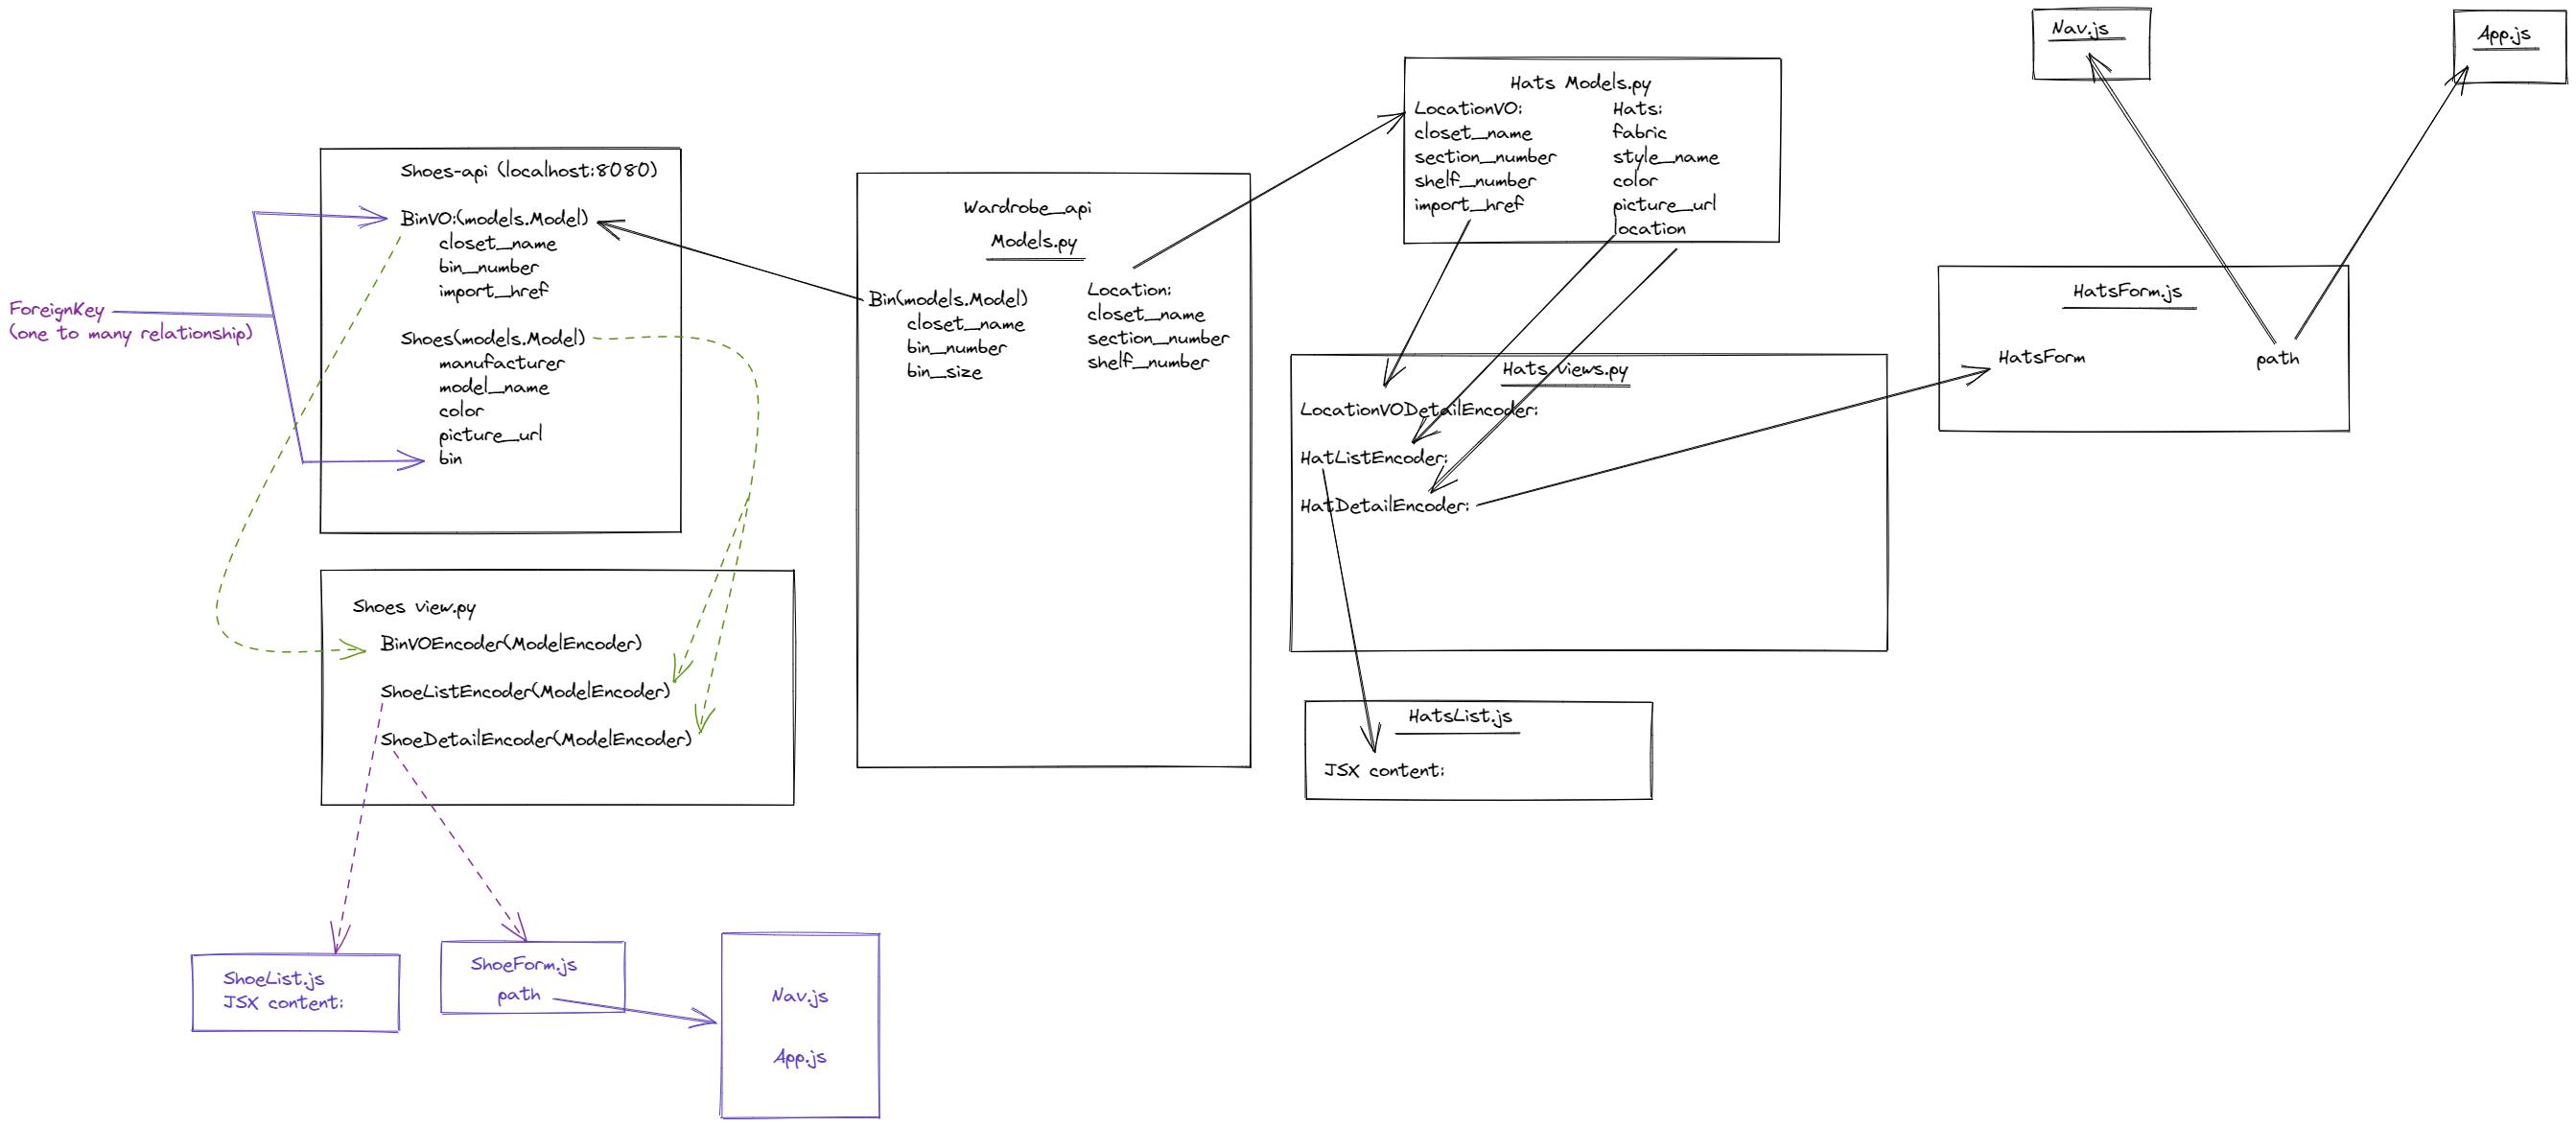 Nav.js
App.js
Hats Models.py
LocationVO:
closet_name
section_number
shelf_number
import_href
Hats:
fabric
style_name
color
picture_url
location
Shoes-api (localhost:8080)
BinVO:(models.Model)
closet_name
bin_number
import_href
Shoes(models.Model)
manufacturer
model_name
color
picture_url
bin
ForeignKey
(one to many relationship)
Wardrobe_api
Models.py
Bin(models.Model)
closet_name
bin_number
bin_size
Location:
closet_name
section_number
shelf_number
HatsForm.js
HatsForm
path
Hats views.py
LocationVODetailEncoder:
HatListEncoder:
HatDetailEncoder:
Shoes view.py
BinVOEncoder(ModelEncoder)
ShoeListEncoder(ModelEncoder)
ShoeDetailEncoder(ModelEncoder)
HatsList.js
JSX content:
ShoeList.js
JSX content:
ShoeForm.js
path
Nav.js
App.js